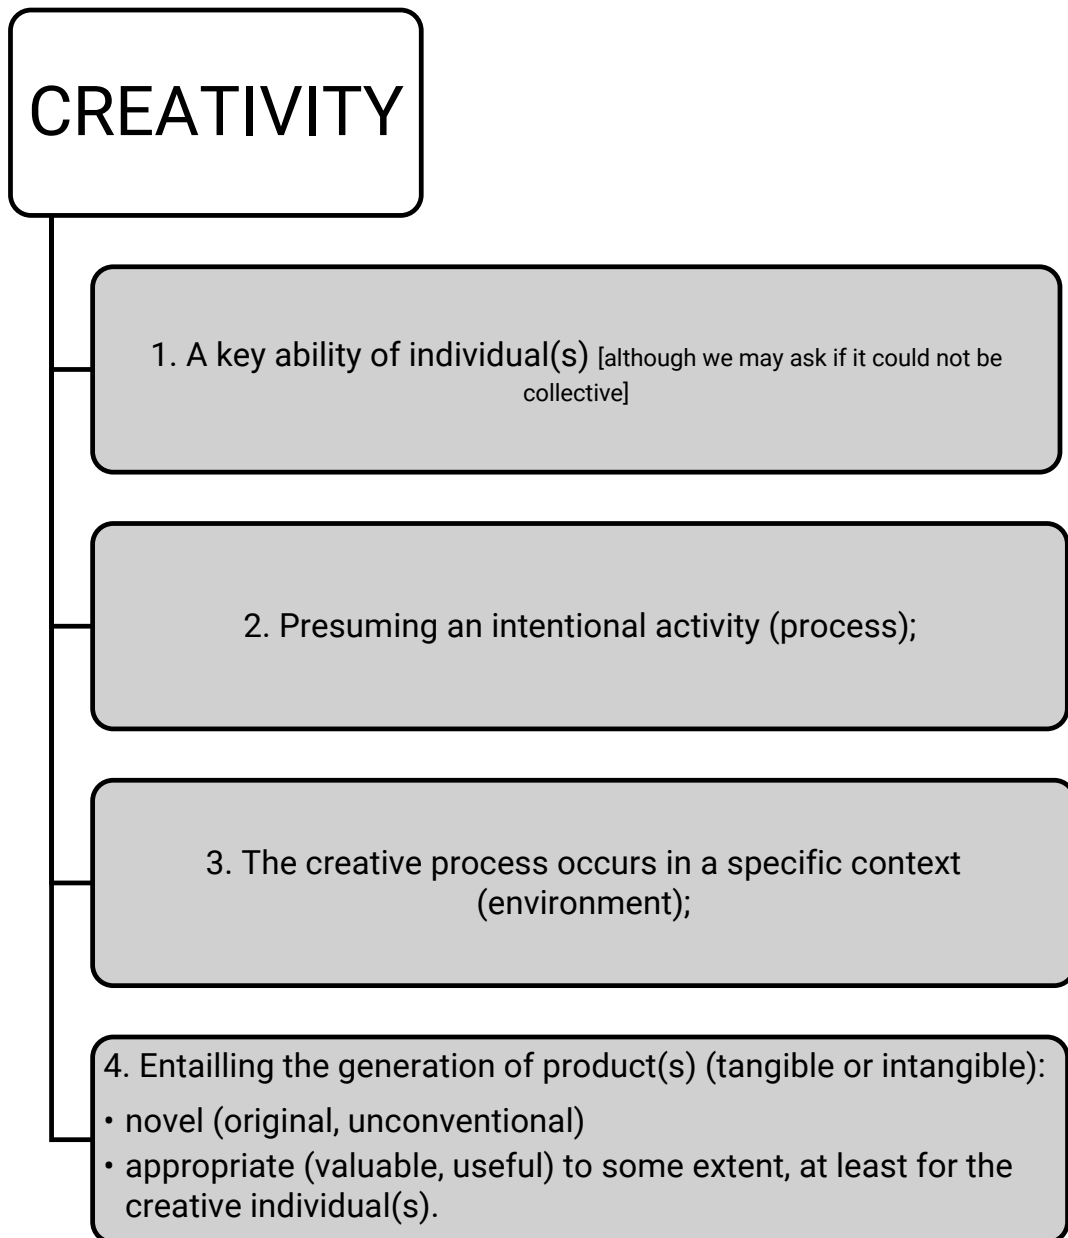 CREATIVITY
1. A key ability of individual(s) [although we may ask if it could not be
collective]
2. Presuming an intentional activity (process);
3. The creative process occurs in a specific context
(environment);
4. Entailling the generation of product(s) (tangible or intangible):
• novel (original, unconventional)
• appropriate (valuable, useful) to some extent, at least for the
creative individual(s).